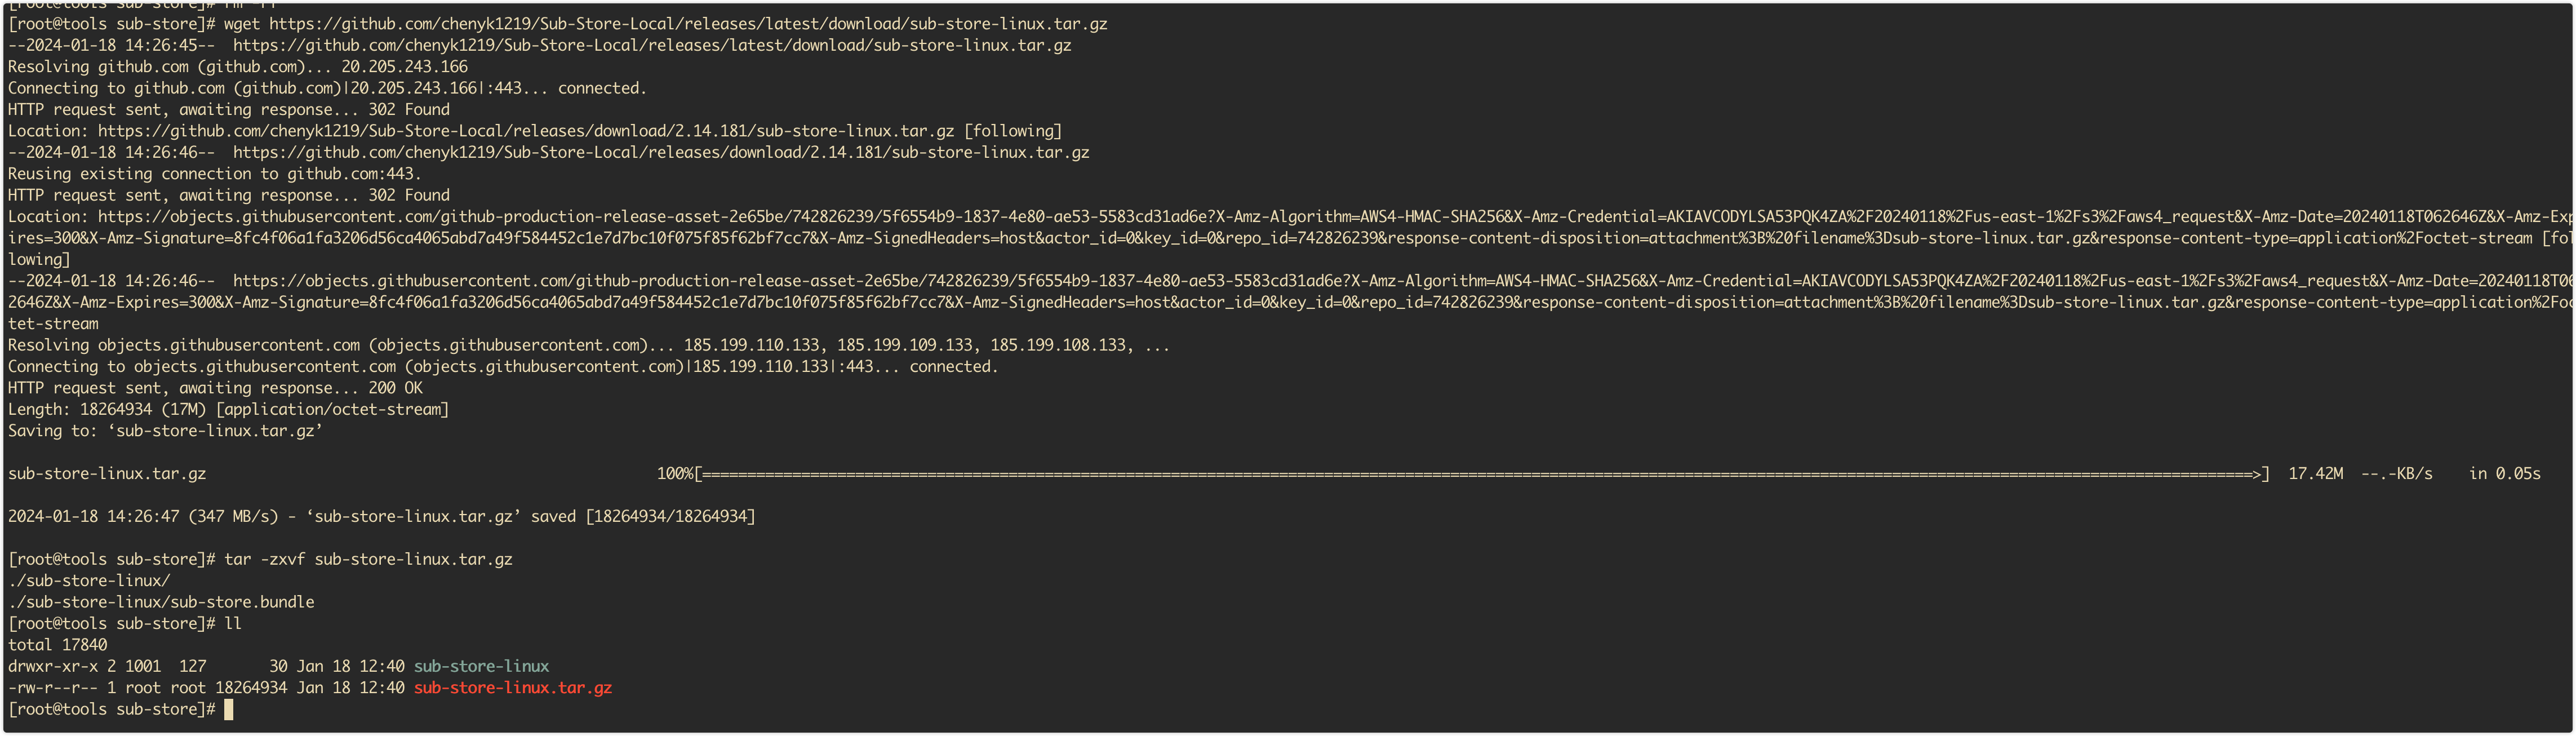 [root@tools sub-store]# rm -rf
[root@tools sub-store]# wget https://github.com/chenyk1219/Sub-Store-Local/releases/latest/download/sub-store-linux.tar.gz
--2024-01-18 14:26:45--  https://github.com/chenyk1219/Sub-Store-Local/releases/latest/download/sub-store-linux.tar.gz
Resolving github.com (github.com)... 20.205.243.166
Connecting to github.com (github.com)|20.205.243.166|:443... connected.
HTTP request sent, awaiting response... 302 Found
Location: https://github.com/chenyk1219/Sub-Store-Local/releases/download/2.14.181/sub-store-linux.tar.gz [following]
--2024-01-18 14:26:46--  https://github.com/chenyk1219/Sub-Store-Local/releases/download/2.14.181/sub-store-linux.tar.gz
Reusing existing connection to github.com:443.
HTTP request sent, awaiting response... 302 Found
Location: https://objects.githubusercontent.com/github-production-release-asset-2e65be/742826239/5f6554b9-1837-4e80-ae53-5583cd31ad6e?X-Amz-Algorithm=AWS4-HMAC-SHA256&X-Amz-Credential=AKIAVCODYLSA53PQK4ZA%2F20240118%2Fus-east-1%2Fs3%2Faws4_request&X-Amz-Date=20240118T062646Z&X-Amz-Exp
ires=300&X-Amz-Signature=8fc4f06a1fa3206d56ca4065abd7a49f584452c1e7d7bc10f075f85f62bf7cc7&X-Amz-SignedHeaders=host&actor_id=0&key_id=0&repo_id=742826239&response-content-disposition=attachment%3B%20filename%3Dsub-store-linux.tar.gz&response-content-type=application%2Foctet-stream [fol
lowing]
--2024-01-18 14:26:46--  https://objects.githubusercontent.com/github-production-release-asset-2e65be/742826239/5f6554b9-1837-4e80-ae53-5583cd31ad6e?X-Amz-Algorithm=AWS4-HMAC-SHA256&X-Amz-Credential=AKIAVCODYLSA53PQK4ZA%2F20240118%2Fus-east-1%2Fs3%2Faws4_request&X-Amz-Date=20240118T06
2646Z&X-Amz-Expires=300&X-Amz-Signature=8fc4f06a1fa3206d56ca4065abd7a49f584452c1e7d7bc10f075f85f62bf7cc7&X-Amz-SignedHeaders=host&actor_id=0&key_id=0&repo_id=742826239&response-content-disposition=attachment%3B%20filename%3Dsub-store-linux.tar.gz&response-content-type=application%2Foc
tet-stream
Resolving objects.githubusercontent.com (objects.githubusercontent.com)... 185.199.110.133, 185.199.109.133, 185.199.108.133, ...
Connecting to objects.githubusercontent.com (objects.githubusercontent.com)|185.199.110.133|:443... connected.
HTTP request sent, awaiting response... 200 OK
Length: 18264934 (17M) [application/octet-stream]
Saving to: ‘sub-store-linux.tar.gz’
sub-store-linux.tar.gz 100%[============================================================>] 17.42M  --.-KB/s    in 0.05s
2024-01-18 14:26:47 (347 MB/s) - ‘sub-store-linux.tar.gz’ saved [18264934/18264934]
[root@tools sub-store]# tar -zxvf sub-store-linux.tar.gz
./sub-store-linux/
./sub-store-linux/sub-store.bundle
[root@tools sub-store]# ll
total 17840
drwxr-xr-x 2 1001  127       30 Jan 18 12:40 sub-store-linux
-rw-r--r-- 1 root root 18264934 Jan 18 12:40 sub-store-linux.tar.gz
[root@tools sub-store]#